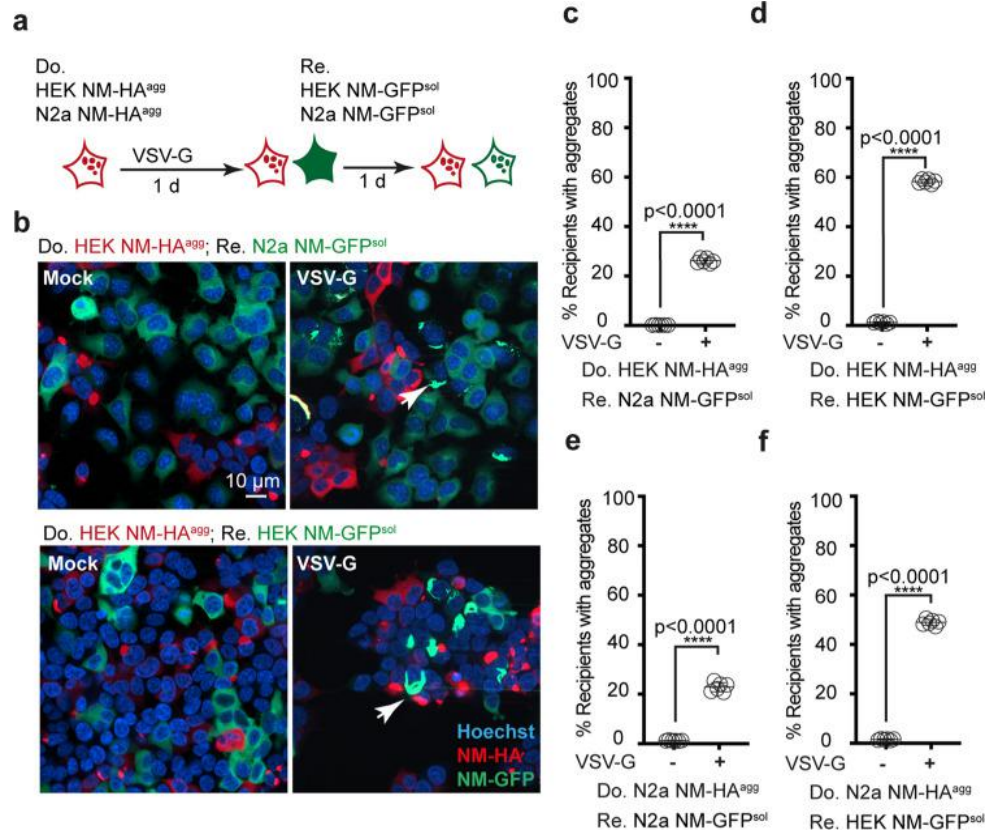 a
Do.
HEK NM-HAᵃᵍᵍ
N2a NM-HAᵃᵍᵍ
Re.
HEK NM-GFPˢᵒˡ
N2a NM-GFPˢᵒˡ
VSV-G
1 d
1 d
b
Do. HEK NM-HAᵃᵍᵍ; Re. N2a NM-GFPˢᵒˡ
Mock
VSV-G
10 µm
Do. HEK NM-HAᵃᵍᵍ; Re. HEK NM-GFPˢᵒˡ
Mock
VSV-G
Hoechst
NM-HA
NM-GFP
c
% Recipients with aggregates
100
80
60
40
20
0
p<0.0001
****
VSV-G - +
Do. HEK NM-HAᵃᵍᵍ
Re. N2a NM-GFPˢᵒˡ
d
% Recipients with aggregates
100
80
60
40
20
0
p<0.0001
****
VSV-G - +
Do. HEK NM-HAᵃᵍᵍ
Re. HEK NM-GFPˢᵒˡ
e
% Recipients with aggregates
100
80
60
40
20
0
p<0.0001
****
VSV-G - +
Do. N2a NM-HAᵃᵍᵍ
Re. N2a NM-GFPˢᵒˡ
f
% Recipients with aggregates
100
80
60
40
20
0
p<0.0001
****
VSV-G - +
Do. N2a NM-HAᵃᵍᵍ
Re. HEK NM-GFPˢᵒˡ